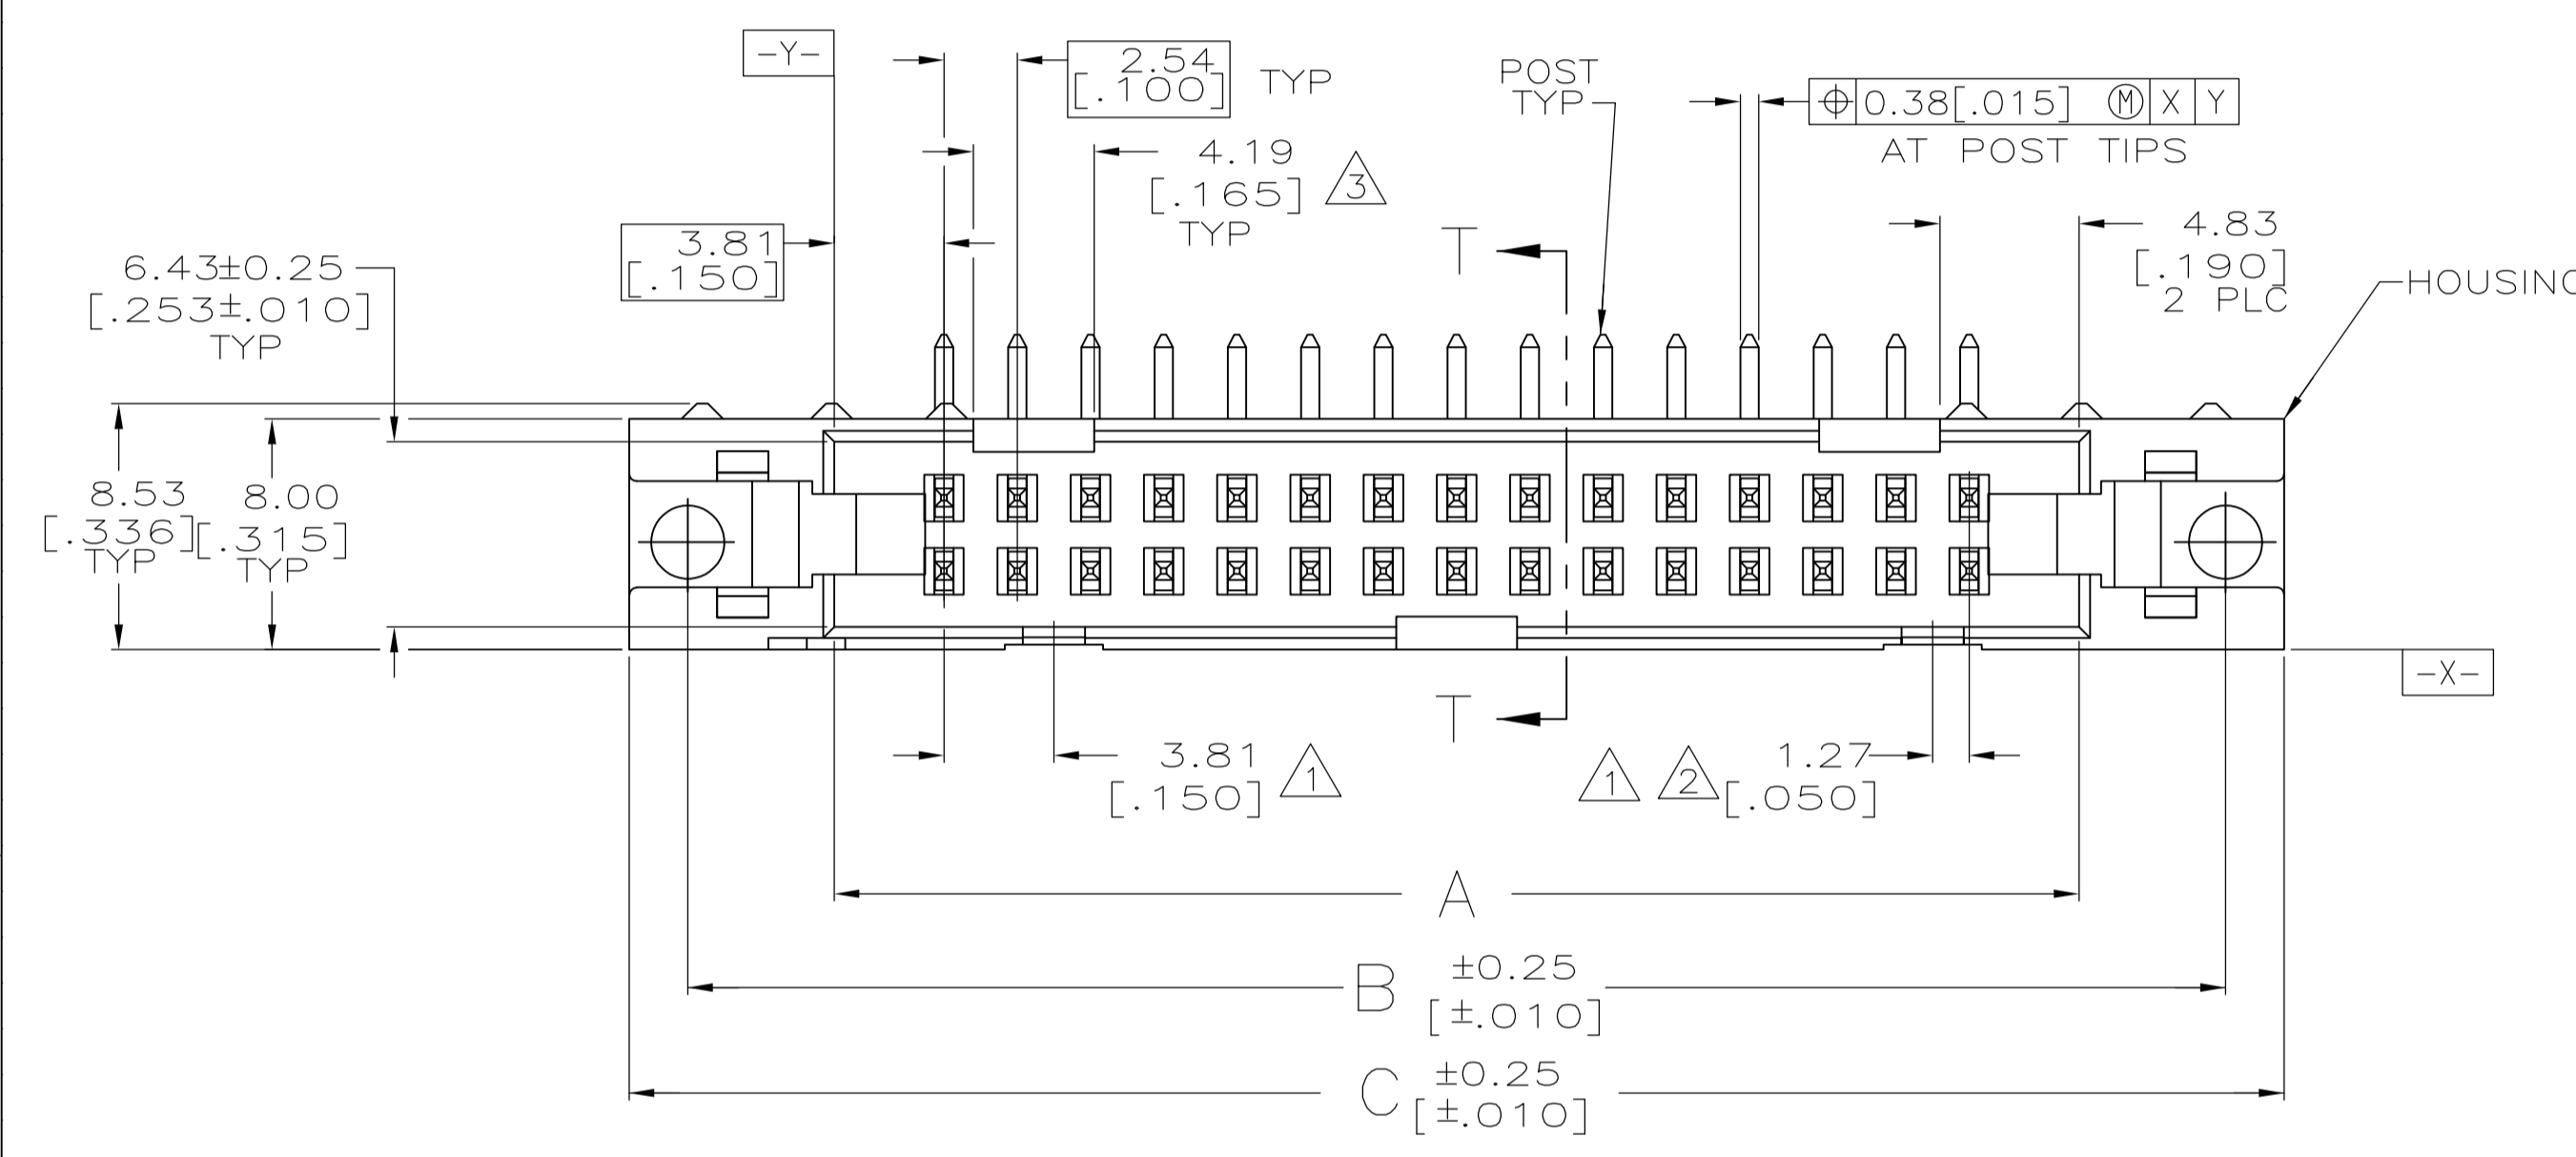 -Y-
2.54
[.100]
TYP
POST
TYP
⌖ 0.38[.015] Ⓜ X Y
AT POST TIPS
4.19
[.165]
TYP
3
3.81
[.150]
T
4.83
[.190]
2 PLC
HOUSING
6.43±0.25
[.253±.010]
TYP
8.53
[.336]
TYP
8.00
[.315]
TYP
-X-
T
3.81
[.150]
1
1
2
1.27
[.050]
A
B ±0.25
[±.010]
C ±0.25
[±.010]